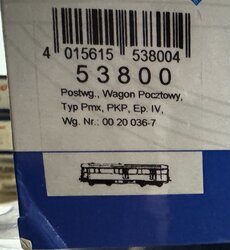 4 015615 538004
53800
Postwg., Wagon Pocztowy,
Typ Pmx, PKP, Ep. IV,
Wg. Nr.: 00 20 036-7